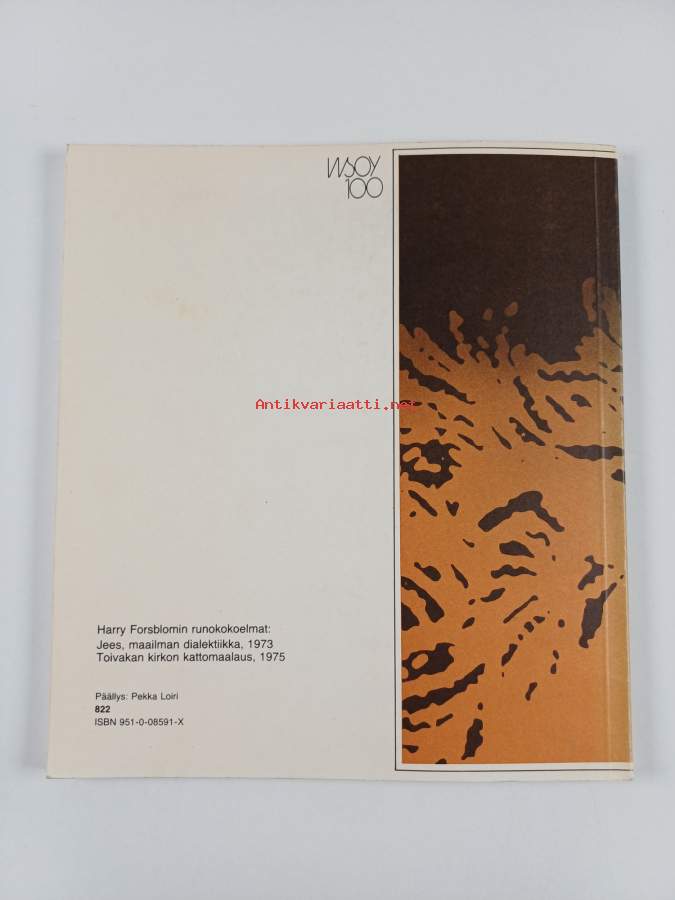 WSOY
100
Antikvariaatti.net
Harry Forsblomin runokokoelmat:
Jees, maailman dialektiikka, 1973
Toivakan kirkon kattomaalaus, 1975
Päällys: Pekka Loiri
822
ISBN 951-0-08591-X